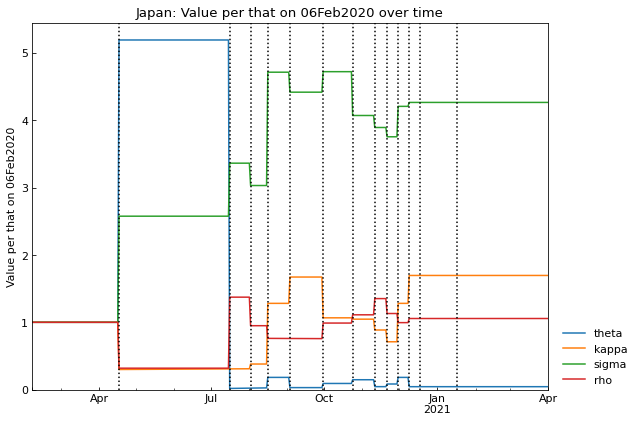 Japan: Value per that on 06Feb2020 over time
Value per that on 06Feb2020
5
4
3
2
1
0
Apr
Jul
Oct
Jan
2021
Apr
theta
kappa
sigma
rho